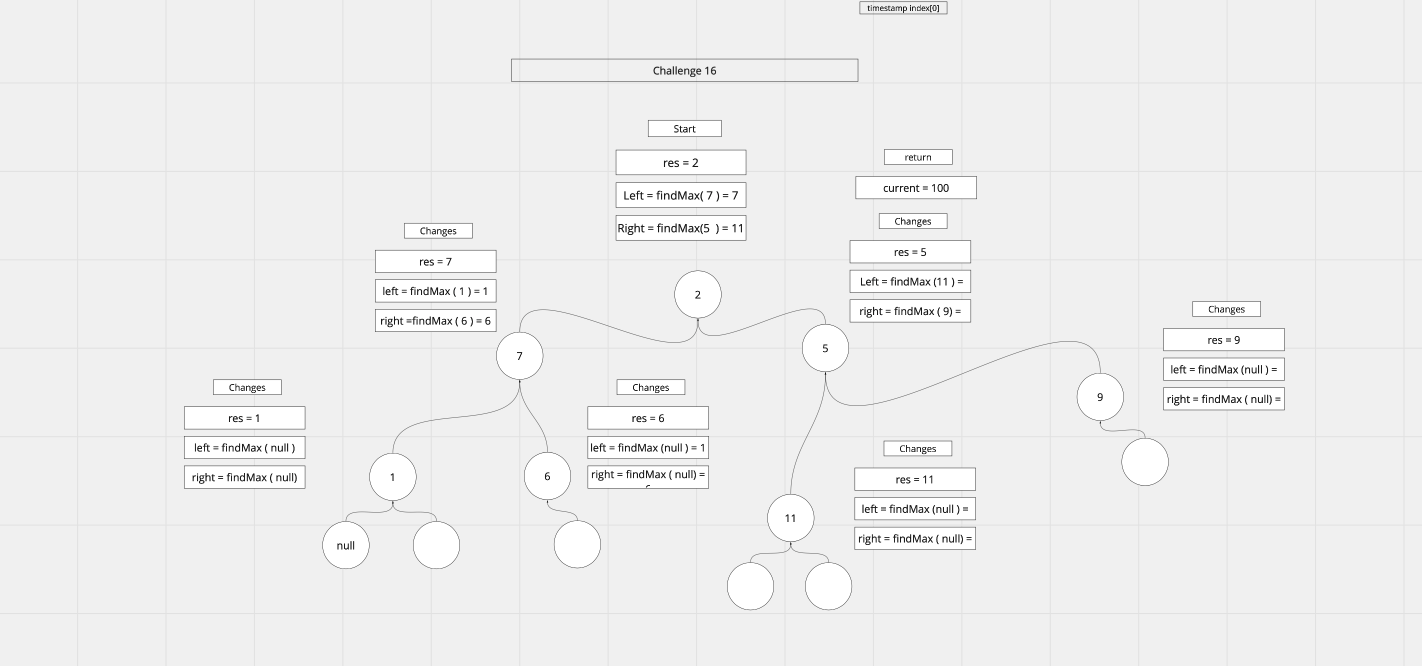 timestamp index[0]
Challenge 16
Start
res = 2
Left = findMax( 7 ) = 7
Right = findMax(5  ) = 11
return
current = 100
Changes
res = 5
Left = findMax (11 ) =
right = findMax ( 9) =
Changes
res = 7
left = findMax ( 1 ) = 1
right =findMax ( 6 ) = 6
2
7
5
Changes
res = 9
left = findMax (null ) =
right = findMax ( null) =
9
Changes
res = 1
left = findMax ( null )
right = findMax ( null)
Changes
res = 6
left = findMax (null ) = 1
right = findMax ( null) =
1
6
11
Changes
res = 11
left = findMax (null ) =
right = findMax ( null) =
null